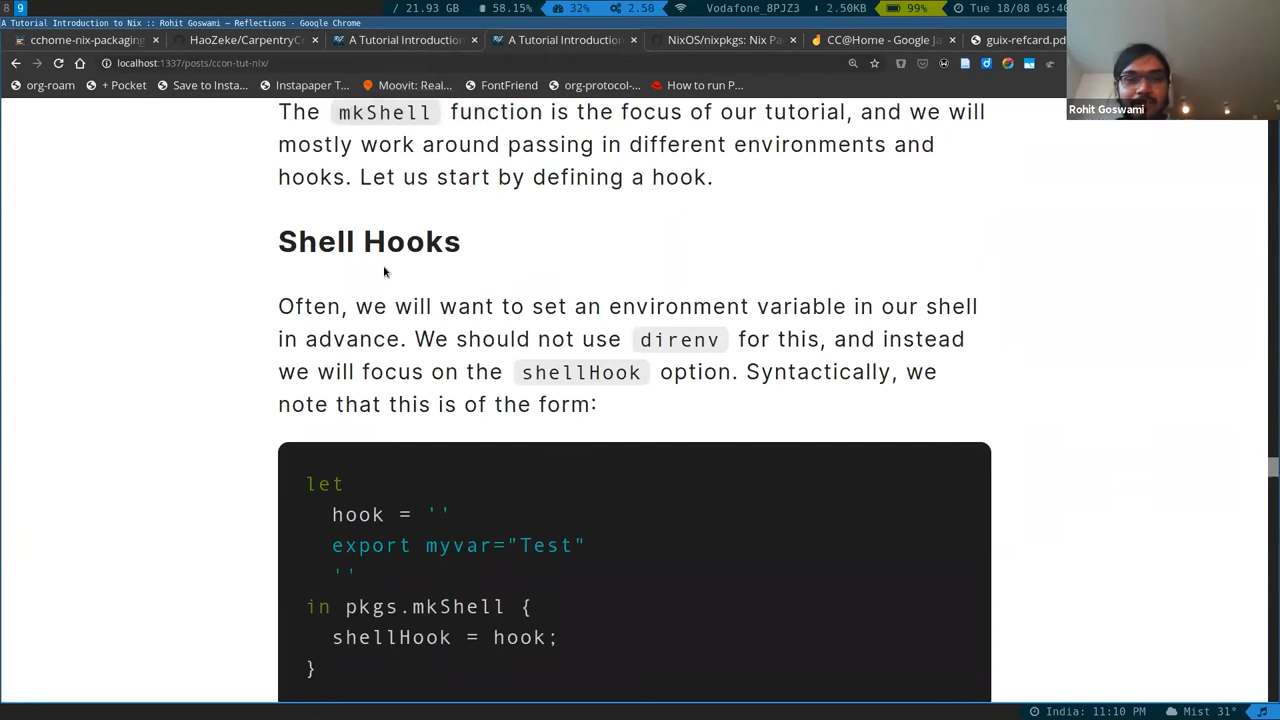 8 9 / 21.93 GB 58.15% 32% 2.50 Vodafone_8PJZ3 2.50KB 99% Tue 18/08 05:40
A Tutorial Introduction to Nix :: Rohit Goswami — Reflections - Google Chrome
cchome-nix-packaging × HaoZeke/CarpentryC × A Tutorial Introduction × A Tutorial Introduction × NixOS/nixpkgs: Nix Pa × CC@Home - Google Ja × guix-refcard.pd
localhost:1337/posts/ccon-tut-nix/
org-roam + Pocket Save to Insta... Instapaper T... Moovit: Real... FontFriend org-protocol-... How to run P...
Rohit Goswami
The mkShell function is the focus of our tutorial, and we will
mostly work around passing in different environments and
hooks. Let us start by defining a hook.
Shell Hooks
Often, we will want to set an environment variable in our shell
in advance. We should not use direnv for this, and instead
we will focus on the shellHook option. Syntactically, we
note that this is of the form:
let
hook = ''
export myvar="Test"
''
in pkgs.mkShell {
shellHook = hook;
}
India: 11:10 PM Mist 31°